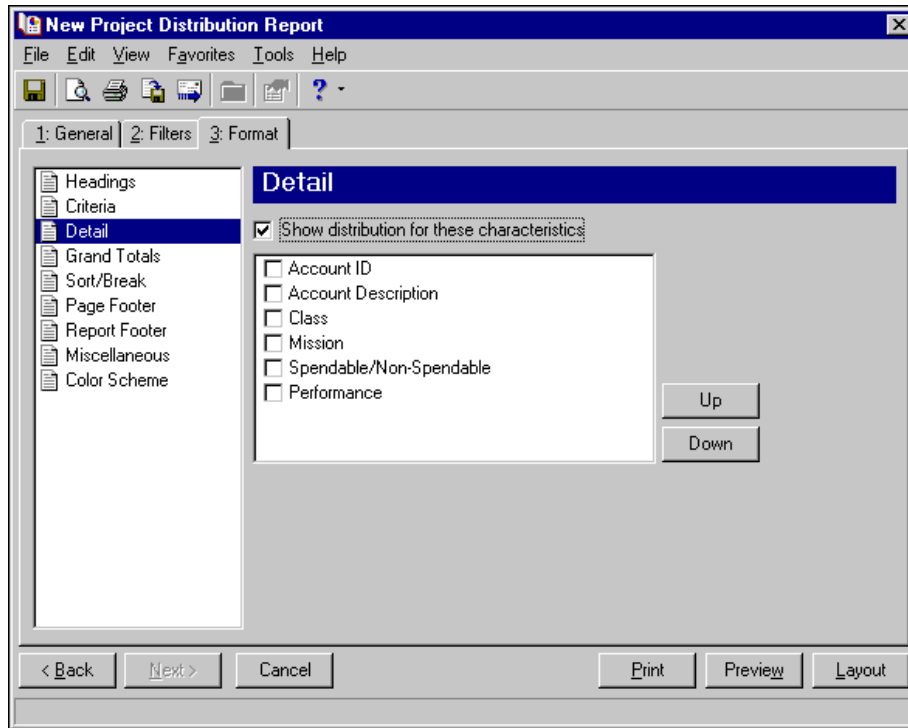 New Project Distribution Report
File Edit View Favorites Tools Help
?
1: General 2: Filters 3: Format
Headings
Criteria
Detail
Grand Totals
Sort/Break
Page Footer
Report Footer
Miscellaneous
Color Scheme
Detail
Show distribution for these characteristics
Account ID
Account Description
Class
Mission
Spendable/Non-Spendable
Performance
Up
Down
< Back Next > Cancel Print Preview Layout